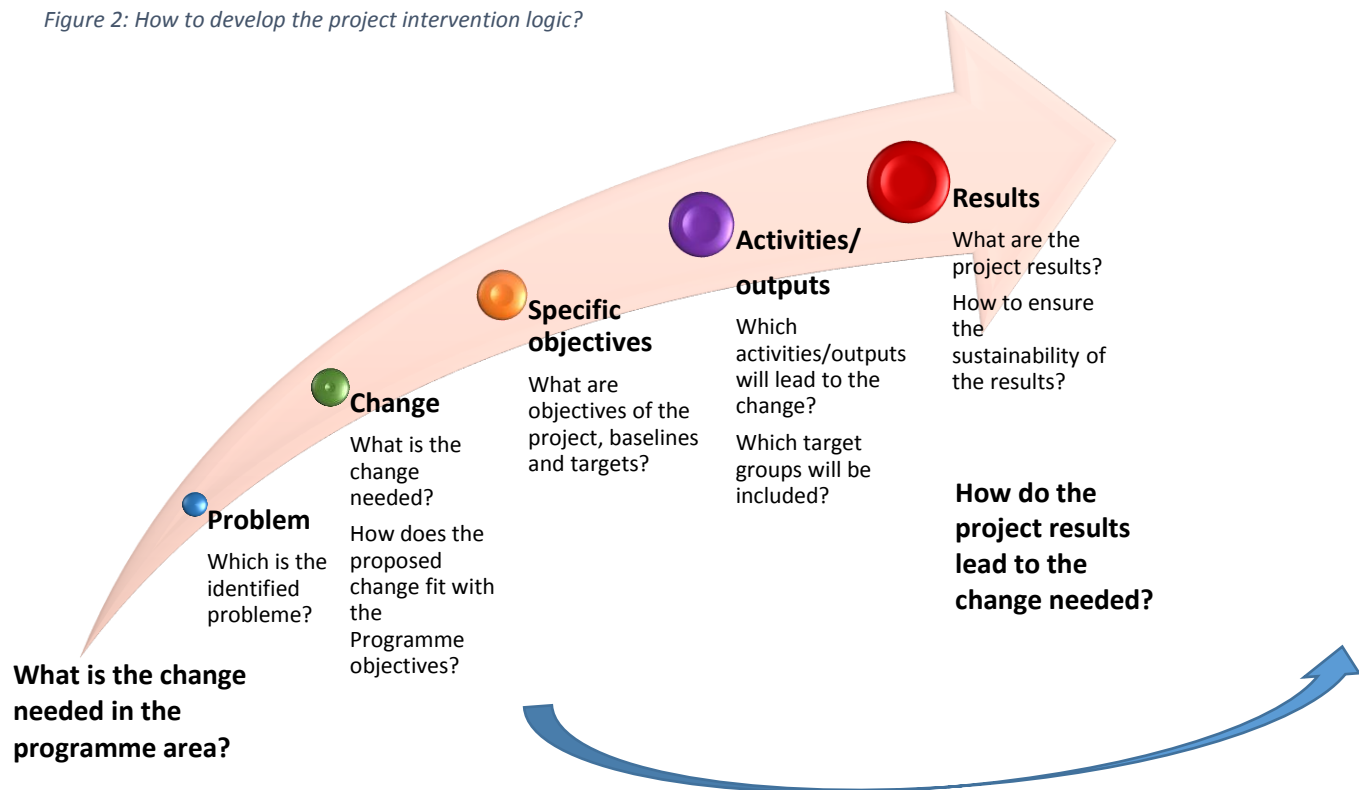 Figure 2: How to develop the project intervention logic?
Results
What are the
project results?
How to ensure
the
sustainability of
the results?
Activities/
outputs
Which
activities/outputs
will lead to the
change?
Which target
groups will be
included?
Specific
objectives
What are
objectives of the
project, baselines
and targets?
Change
What is the
change
needed?
How does the
proposed
change fit with
the
Programme
objectives?
Problem
Which is the
identified
probleme?
How do the
project results
lead to the
change needed?
What is the change
needed in the
programme area?